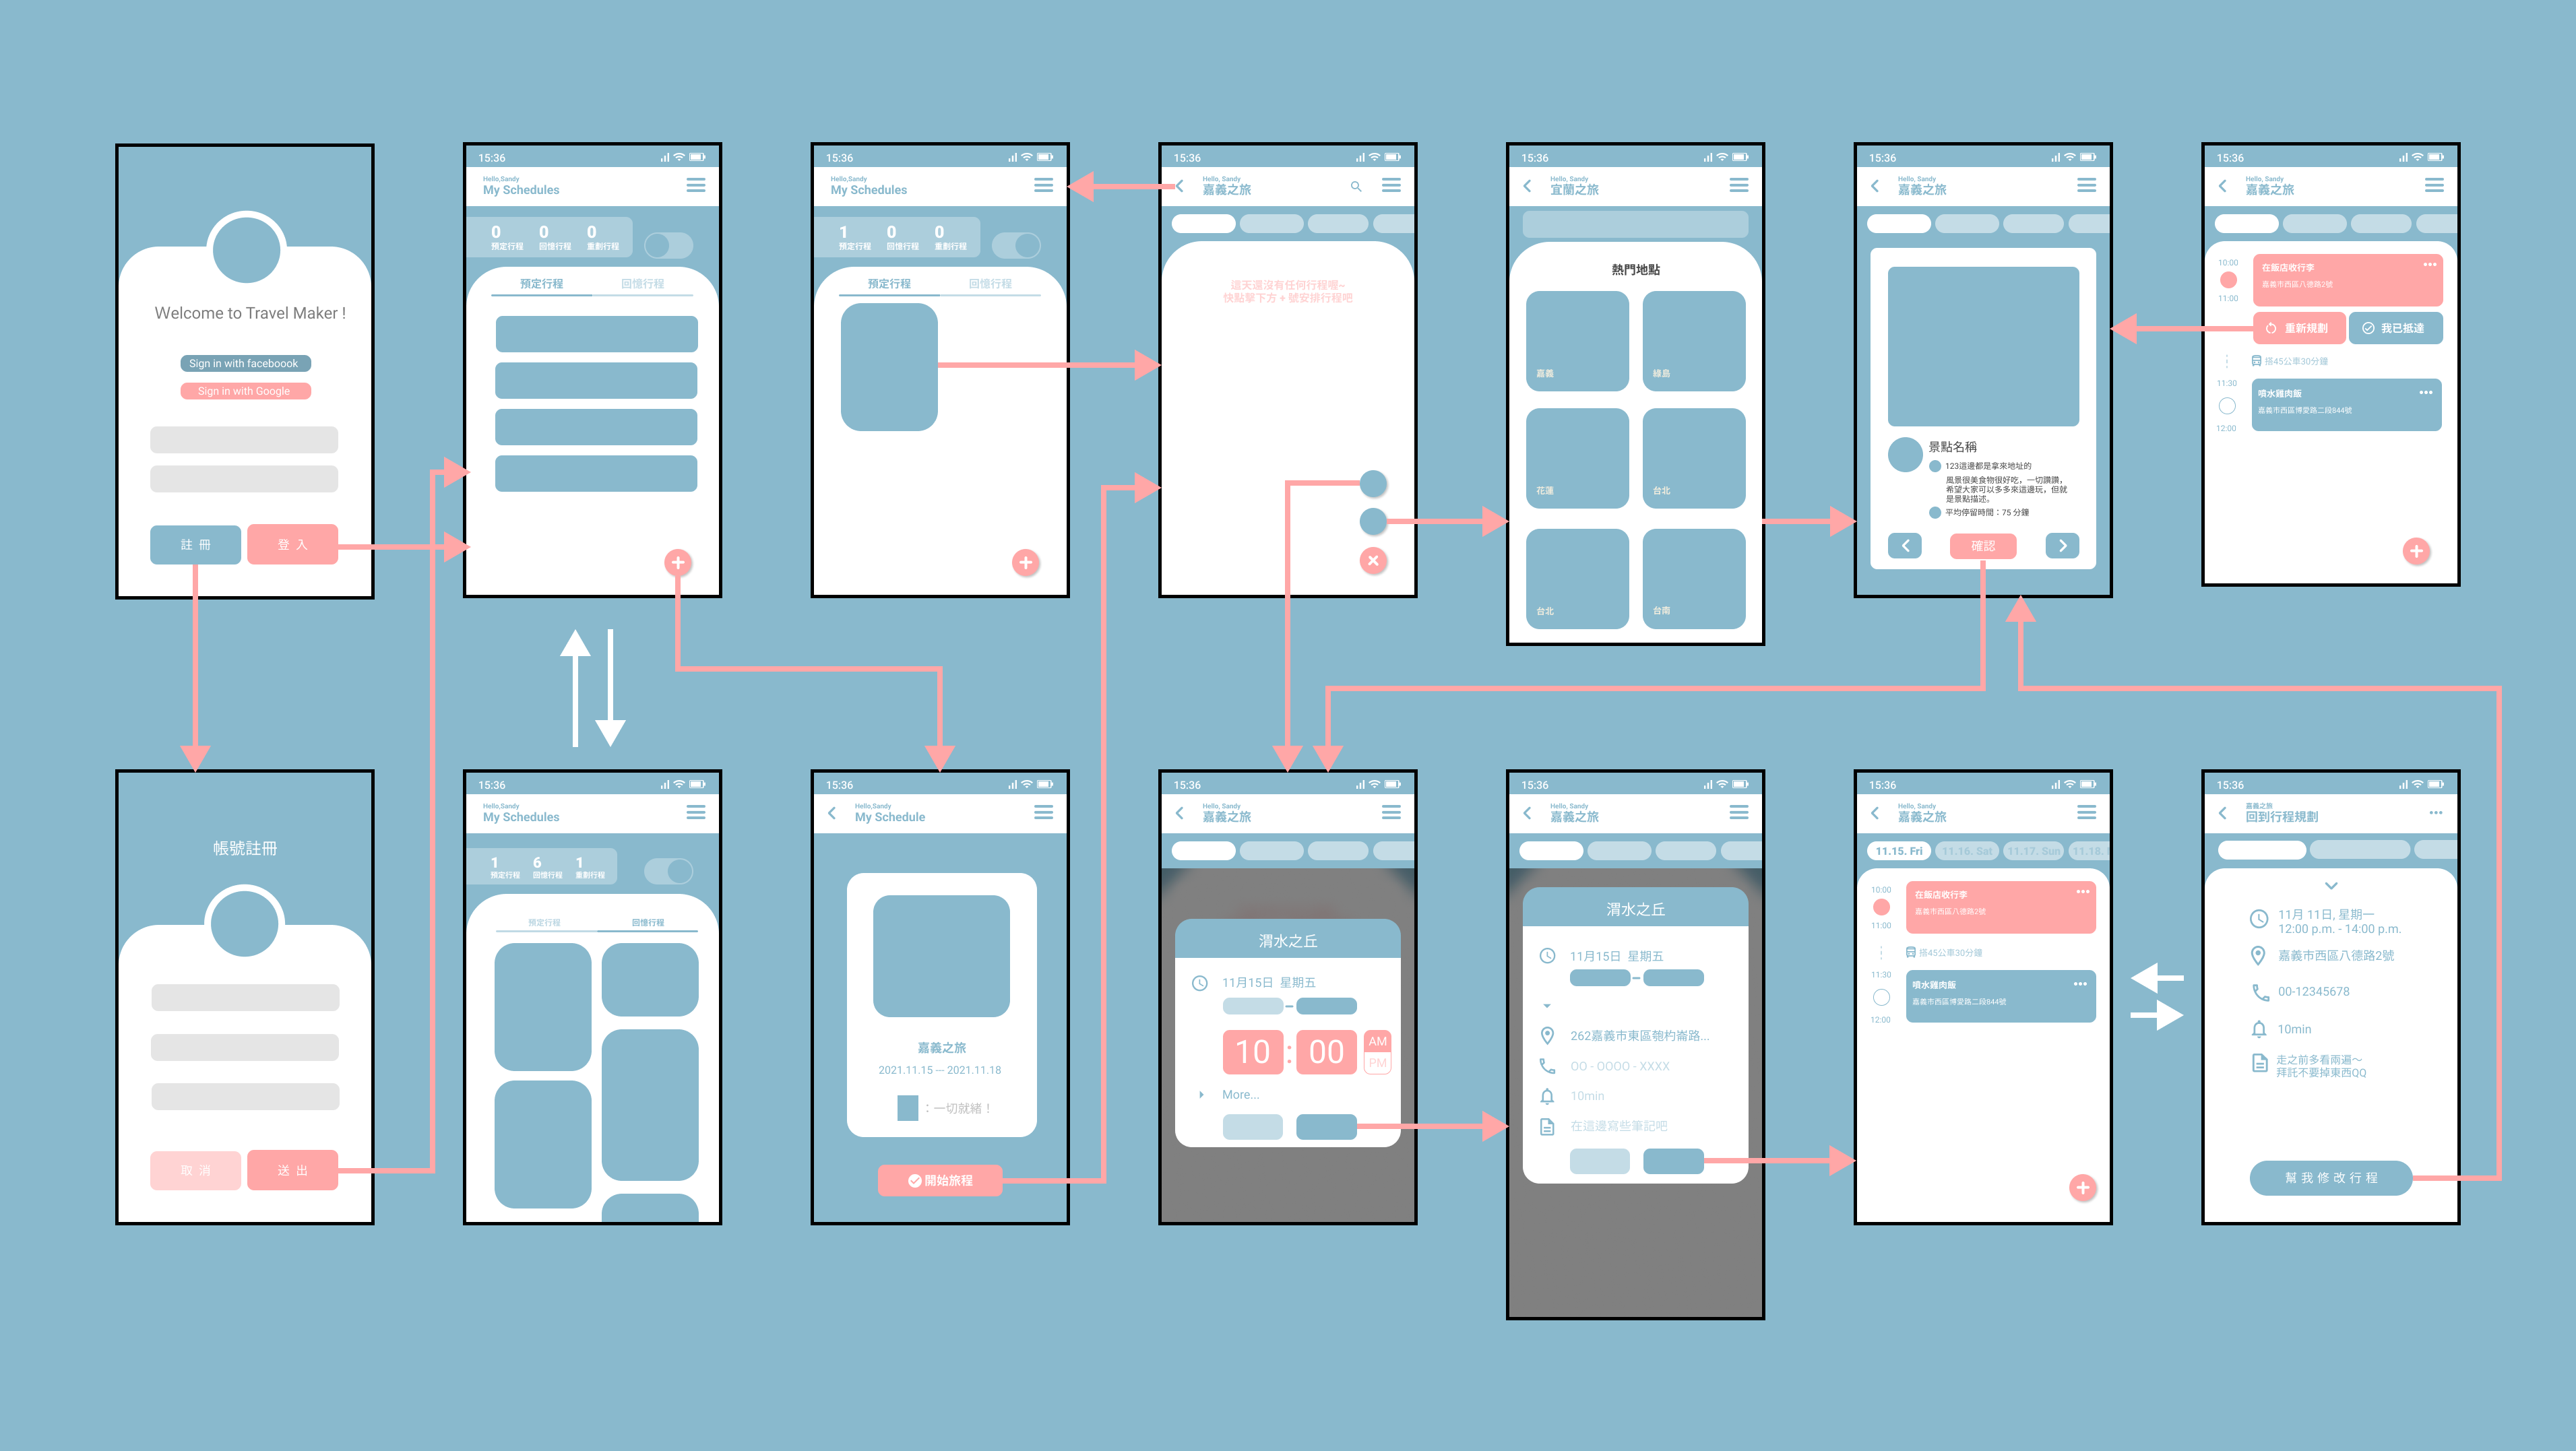 Welcome to Travel Maker !
Sign in with faceboook
Sign in with Google
註 冊
登 入
15:36
Hello,Sandy
My Schedules
0
0
0
預定行程
回憶行程
重劃行程
預定行程
回憶行程
15:36
Hello,Sandy
My Schedules
1
0
0
預定行程
回憶行程
重劃行程
預定行程
回憶行程
15:36
Hello, Sandy
嘉義之旅
這天還沒有任何行程喔~
快點擊下方 + 號安排行程吧
15:36
Hello, Sandy
宜蘭之旅
熱門地點
嘉義
綠島
花蓮
台北
台北
台南
15:36
Hello, Sandy
嘉義之旅
景點名稱
123這邊都是拿來地址的
風景很美食物很好吃，一切讚讚，
希望大家可以多多來這邊玩，但就
是景點描述。
平均停留時間：75 分鐘
確認
15:36
Hello, Sandy
嘉義之旅
10:00
在飯店收行李
嘉義市西區八德路2號
11:00
重新規劃
我已抵達
搭45公車30分鐘
11:30
噴水雞肉飯
嘉義市西區博愛路二段844號
12:00
帳號註冊
取 消
送 出
15:36
Hello,Sandy
My Schedules
1
6
1
預定行程
回憶行程
重劃行程
預定行程
回憶行程
15:36
Hello,Sandy
My Schedule
嘉義之旅
2021.11.15 --- 2021.11.18
：一切就緒！
開始旅程
15:36
Hello, Sandy
嘉義之旅
渭水之丘
11月15日 星期五
10 : 00
AM
PM
More...
15:36
Hello, Sandy
嘉義之旅
渭水之丘
11月15日 星期五
262嘉義市東區匏杓崙路...
OO - OOOO - XXXX
10min
在這邊寫些筆記吧
15:36
Hello, Sandy
嘉義之旅
11.15. Fri
11.16. Sat
11.17. Sun
11.18.
10:00
在飯店收行李
嘉義市西區八德路2號
11:00
搭45公車30分鐘
11:30
噴水雞肉飯
嘉義市西區博愛路二段844號
12:00
15:36
嘉義之旅
回到行程規劃
11月 11日, 星期一
12:00 p.m. - 14:00 p.m.
嘉義市西區八德路2號
00-12345678
10min
走之前多看兩遍～
拜託不要掉東西QQ
幫 我 修 改 行 程